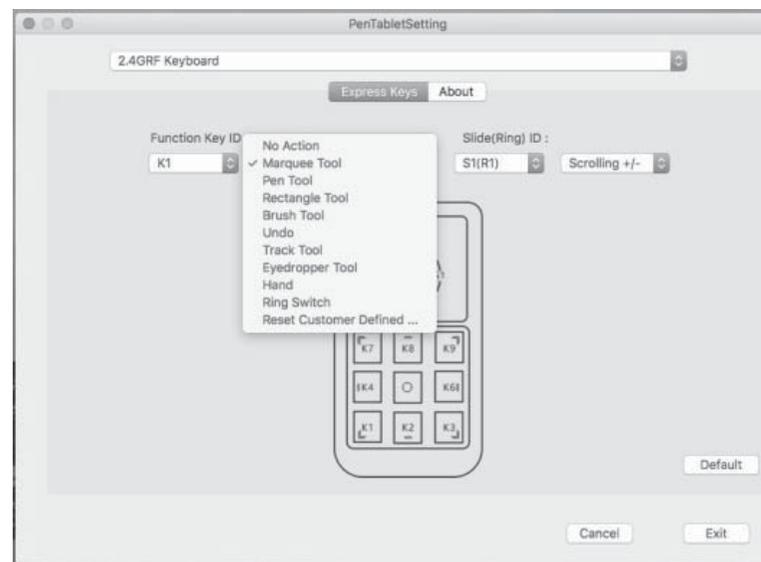 PenTabletSetting
2.4GRF Keyboard
Express Keys About
Function Key ID
Slide(Ring) ID :
K1
S1(R1)
Scrolling +/-
No Action
✓ Marquee Tool
Pen Tool
Rectangle Tool
Brush Tool
Undo
Track Tool
Eyedropper Tool
Hand
Ring Switch
Reset Customer Defined ...
K7 K8 K9
K4 K6
K1 K2 K3
Default
Cancel Exit